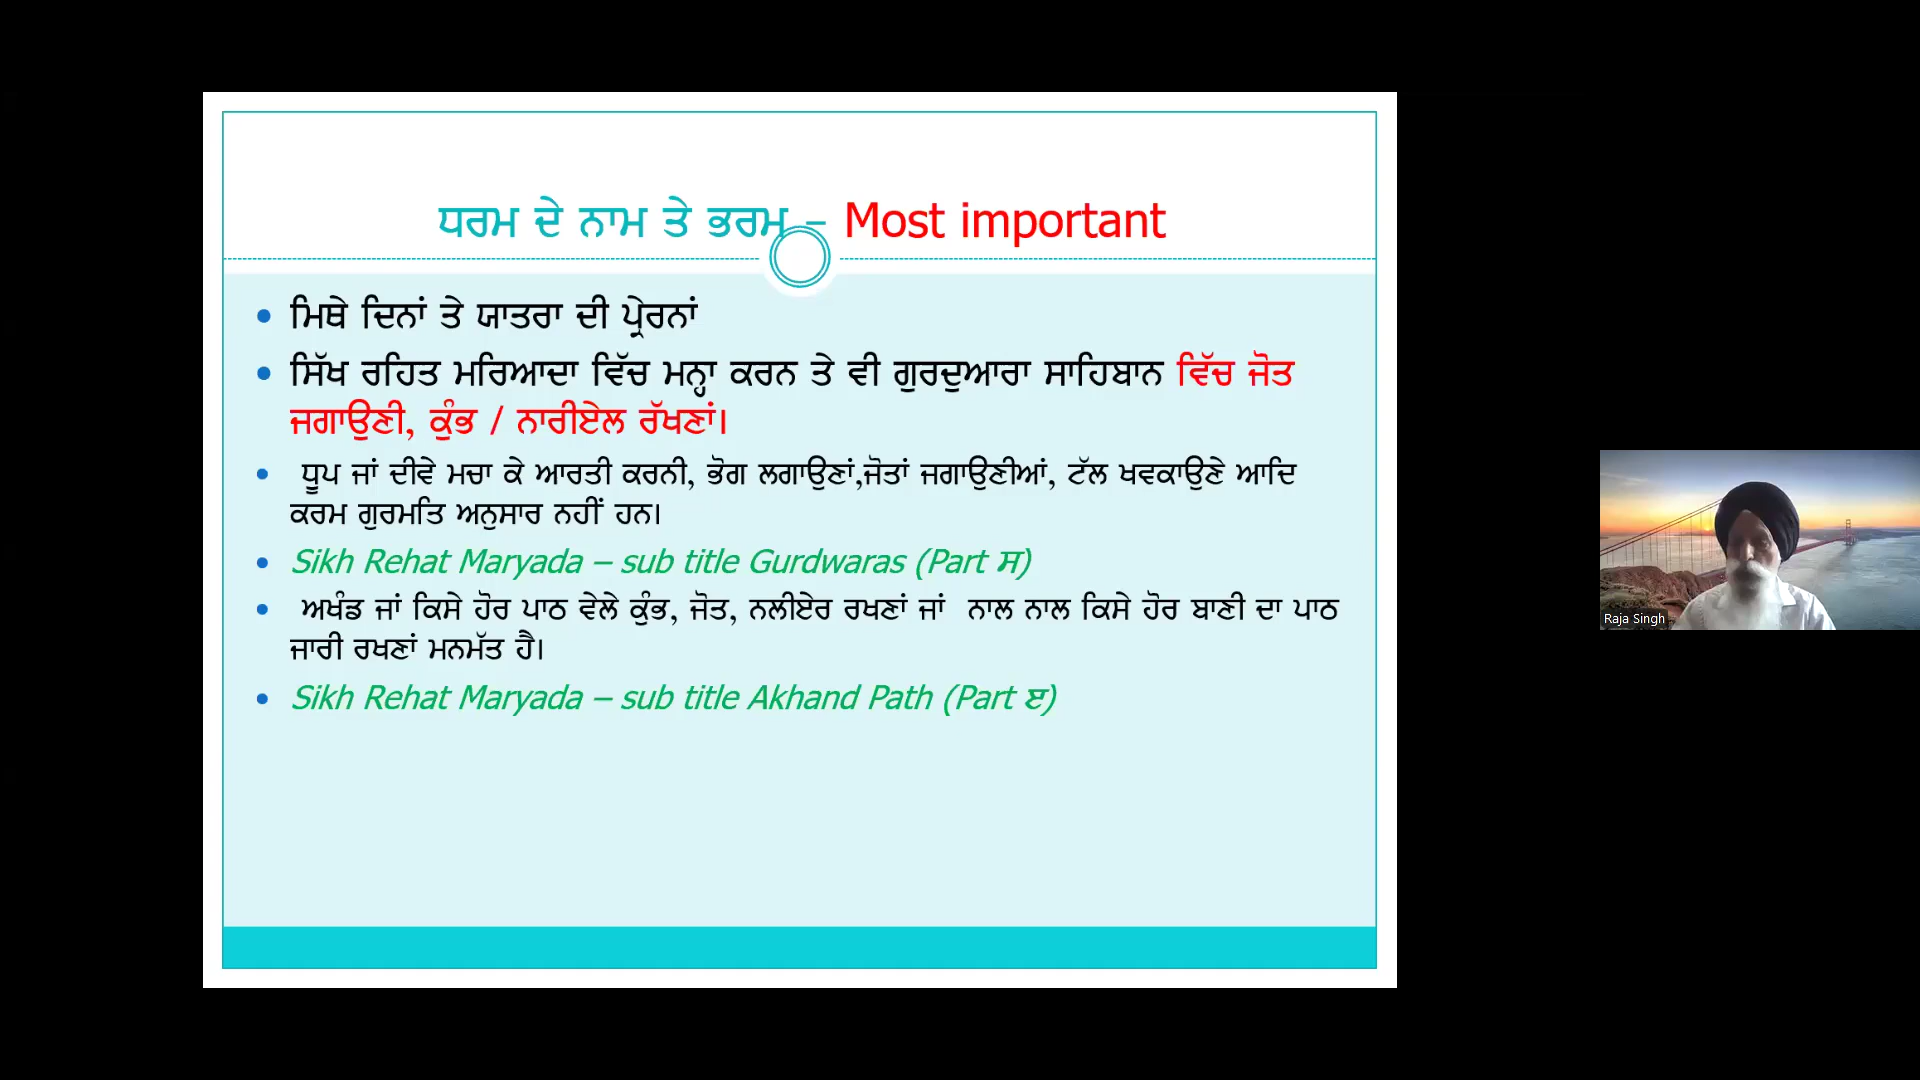 ਧਰਮ ਦੇ ਨਾਮ ਤੇ ਭਰਮ – Most important
• ਮਿਥੇ ਦਿਨਾਂ ਤੇ ਯਾਤਰਾ ਦੀ ਪ੍ਰੇਰਨਾਂ
• ਸਿੱਖ ਰਹਿਤ ਮਰਿਆਦਾ ਵਿੱਚ ਮਨ੍ਹਾ ਕਰਨ ਤੇ ਵੀ ਗੁਰਦੁਆਰਾ ਸਾਹਿਬਾਨ ਵਿੱਚ ਜੋਤ
ਜਗਾਉਣੀ, ਕੁੰਭ / ਨਾਰੀਏਲ ਰੱਖਣਾਂ।
• ਧੂਪ ਜਾਂ ਦੀਵੇ ਮਚਾ ਕੇ ਆਰਤੀ ਕਰਨੀ, ਭੋਗ ਲਗਾਉਣਾਂ,ਜੋਤਾਂ ਜਗਾਉਣੀਆਂ, ਟੱਲ ਖਵਕਾਉਣੇ ਆਦਿ
ਕਰਮ ਗੁਰਮਤਿ ਅਨੁਸਾਰ ਨਹੀਂ ਹਨ।
• Sikh Rehat Maryada – sub title Gurdwaras (Part ਸ)
• ਅਖੰਡ ਜਾਂ ਕਿਸੇ ਹੋਰ ਪਾਠ ਵੇਲੇ ਕੁੰਭ, ਜੋਤ, ਨਲੀਏਰ ਰਖਣਾਂ ਜਾਂ ਨਾਲ ਨਾਲ ਕਿਸੇ ਹੋਰ ਬਾਣੀ ਦਾ ਪਾਠ
ਜਾਰੀ ਰਖਣਾਂ ਮਨਮੱਤ ਹੈ।
• Sikh Rehat Maryada – sub title Akhand Path (Part ੲ)
Raja Singh